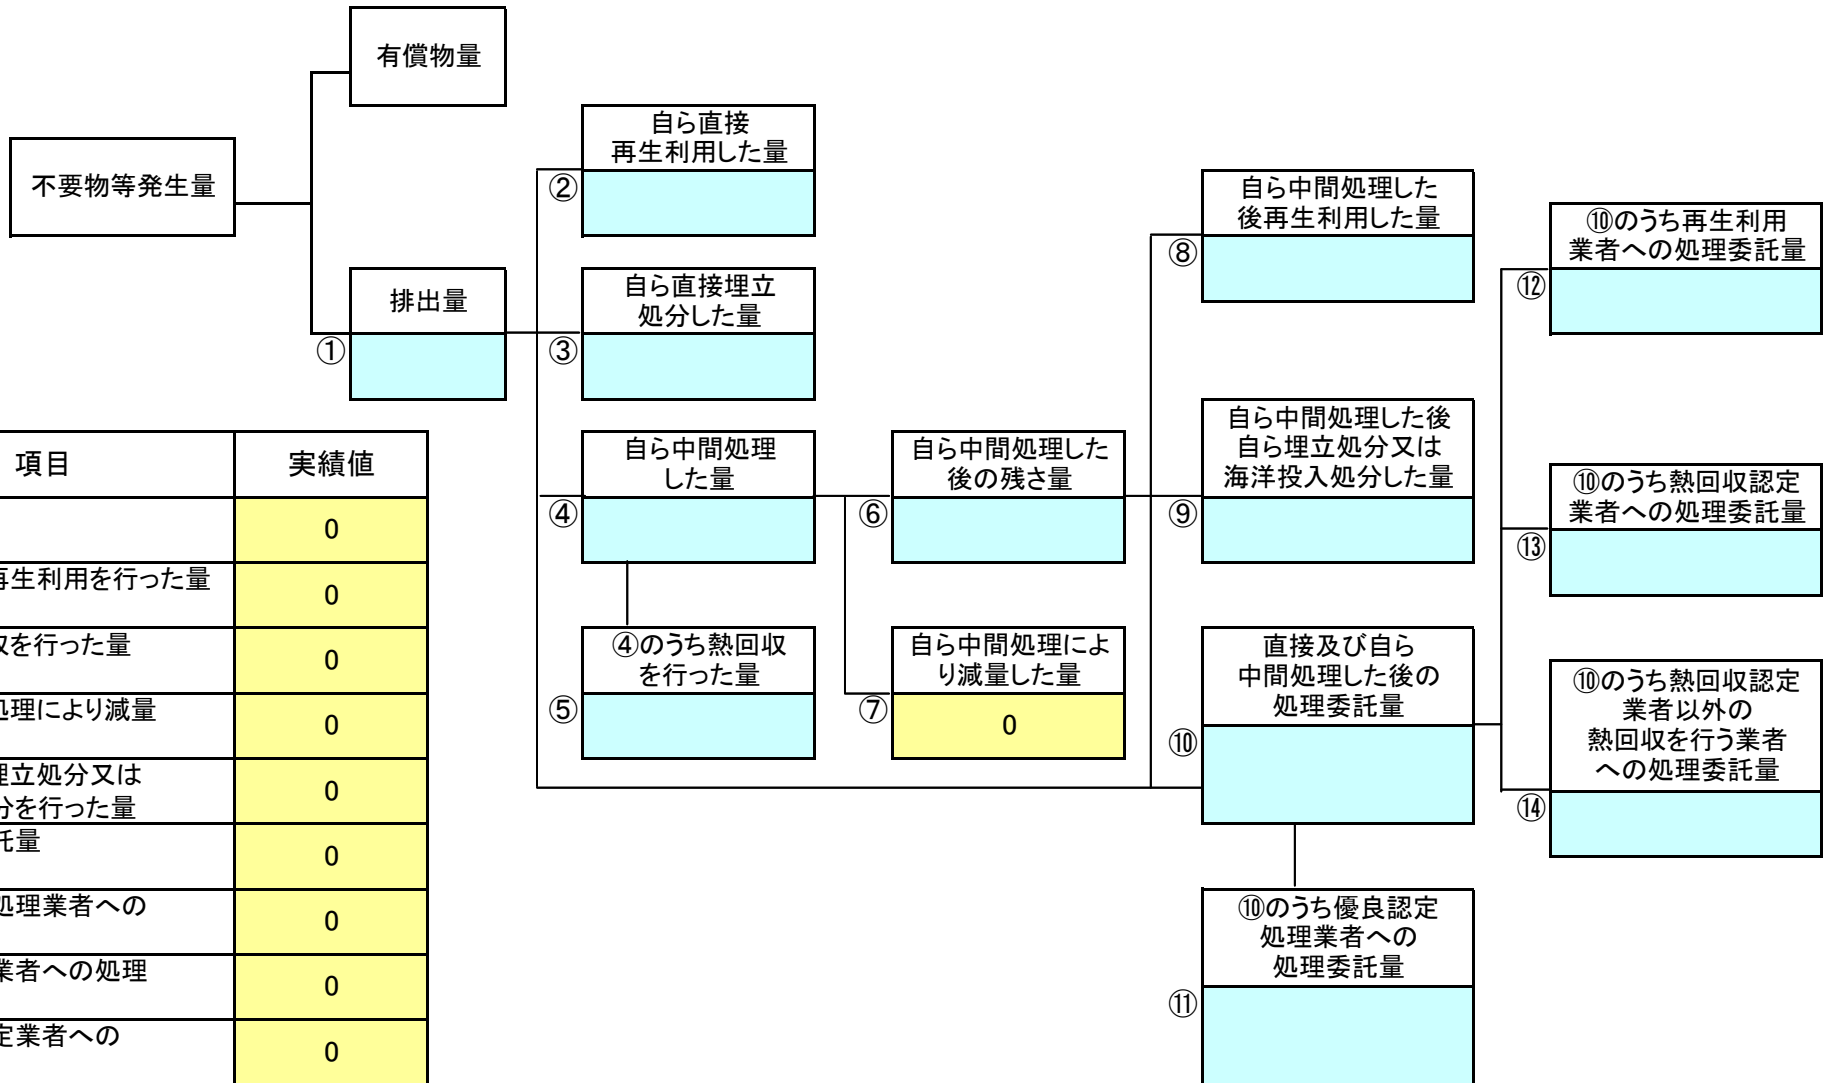 有償物量
不要物等発生量
排出量
①
自ら直接
再生利用した量
②
自ら直接埋立
処分した量
③
自ら中間処理
した量
④
④のうち熱回収
を行った量
⑤
自ら中間処理した
後の残さ量
⑥
自ら中間処理によ
り減量した量
⑦
0
自ら中間処理した
後再生利用した量
⑧
自ら中間処理した後
自ら埋立処分又は
海洋投入処分した量
⑨
直接及び自ら
中間処理した後の
処理委託量
⑩
⑩のうち優良認定
処理業者への
処理委託量
⑪
⑩のうち再生利用
業者への処理委託量
⑫
⑩のうち熱回収認定
業者への処理委託量
⑬
⑩のうち熱回収認定
業者以外の
熱回収を行う業者
への処理委託量
⑭
項目 実績値
0
再生利用を行った量
0
を行った量
0
処理により減量
0
埋立処分又は
分を行った量
0
託量
0
処理業者への
0
業者への処理
0
定業者への
0